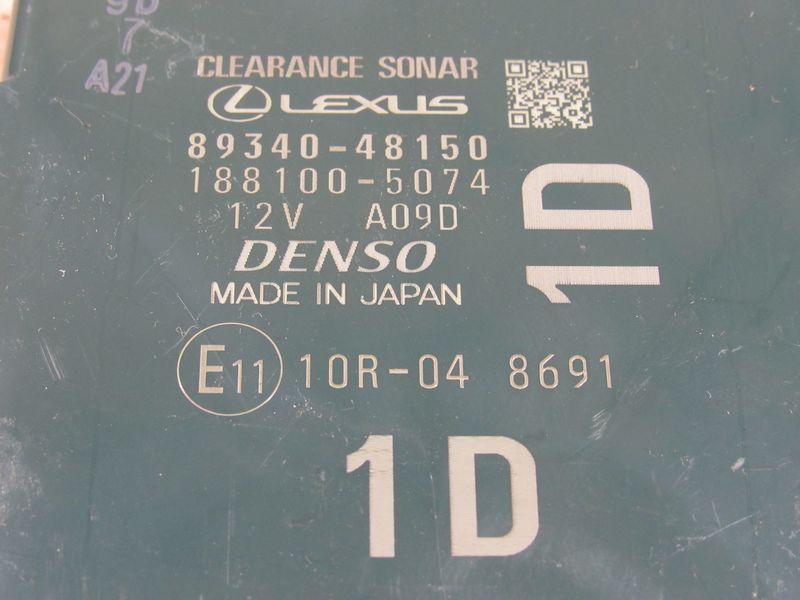 9D
7
A21
CLEARANCE SONAR
LEXUS
89340-48150
188100-5074
12V A09D
DENSO
MADE IN JAPAN
1D
E11 10R-04 8691
1D